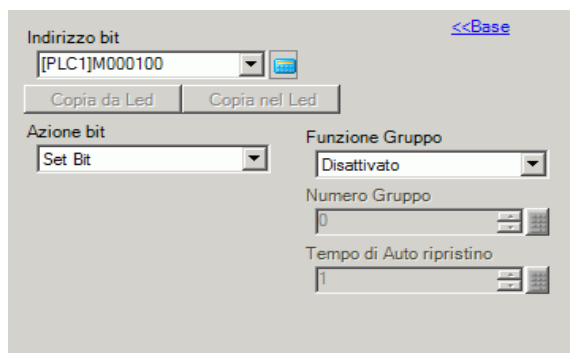 <<Base
Indirizzo bit
[PLC1]M000100
Copia da Led
Copia nel Led
Azione bit
Set Bit
Funzione Gruppo
Disattivato
Numero Gruppo
0
Tempo di Auto ripristino
1